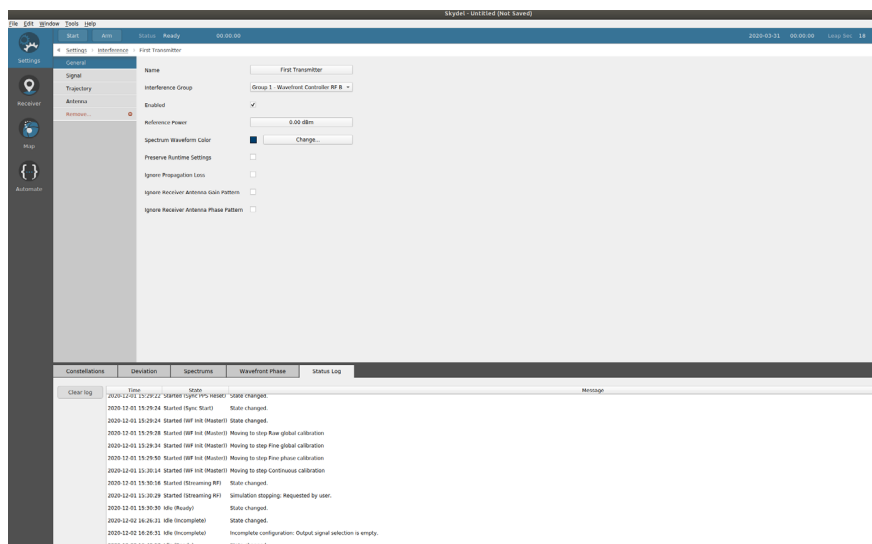 Skydel - Untitled (Not Saved)
File Edit Window Tools Help
Start Arm Status Ready 00:00:00 2020-03-31 00:00:00 Leap Sec 18
Settings Interference First Transmitter
Settings
Receiver
Map
Automate
General
Signal
Trajectory
Antenna
Remove...
Name First Transmitter
Interference Group Group 1 - Wavefront Controller RF B
Enabled
Reference Power 0.00 dBm
Spectrum Waveform Color Change...
Preserve Runtime Settings
Ignore Propagation Loss
Ignore Receiver Antenna Gain Pattern
Ignore Receiver Antenna Phase Pattern
Constellations Deviation Spectrums Wavefront Phase Status Log
Clear log Time State Message
2020-12-01 15:29:22 Started (Sync PPS Reset) State changed.
2020-12-01 15:29:24 Started (Sync Start) State changed.
2020-12-01 15:29:24 Started (WF Init (Master)) State changed.
2020-12-01 15:29:28 Started (WF Init (Master)) Moving to step Raw global calibration
2020-12-01 15:29:34 Started (WF Init (Master)) Moving to step Fine global calibration
2020-12-01 15:29:50 Started (WF Init (Master)) Moving to step Fine phase calibration
2020-12-01 15:30:14 Started (WF Init (Master)) Moving to step Continuous calibration
2020-12-01 15:30:16 Started (Streaming RF) State changed.
2020-12-01 15:30:29 Started (Streaming RF) Simulation stopping: Requested by user.
2020-12-01 15:30:30 Idle (Ready) State changed.
2020-12-02 16:26:31 Idle (Incomplete) State changed.
2020-12-02 16:26:31 Idle (Incomplete) Incomplete configuration: Output signal selection is empty.